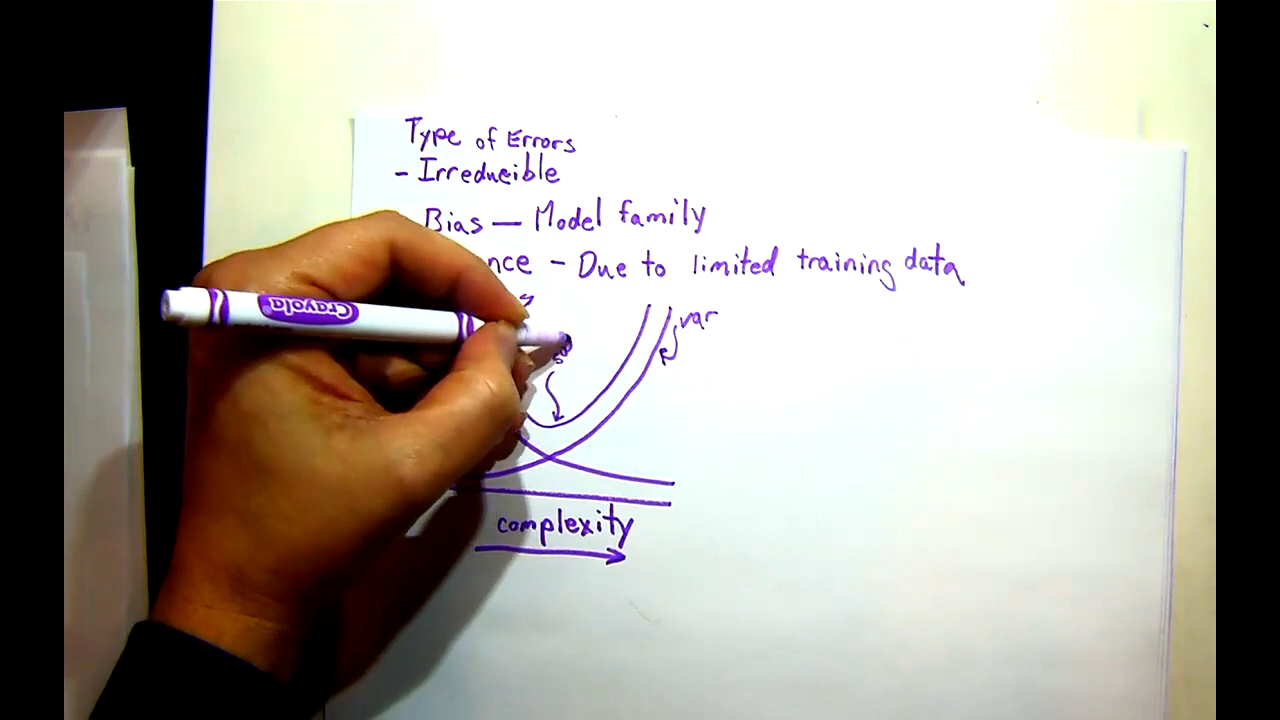 Type of Errors
- Irreducible
Bias — Model family
nce - Due to limited training data
var
complexity
Crayola